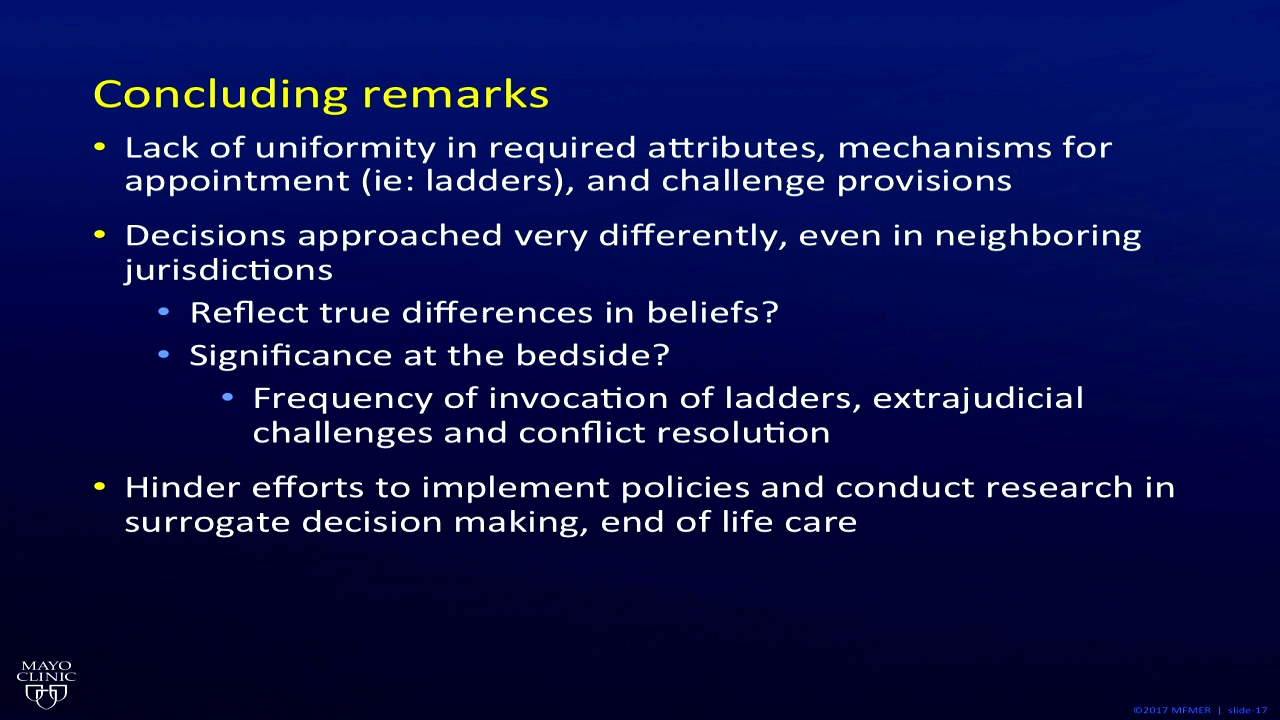 Concluding remarks
• Lack of uniformity in required attributes, mechanisms for
appointment (ie: ladders), and challenge provisions
• Decisions approached very differently, even in neighboring
jurisdictions
• Reflect true differences in beliefs?
• Significance at the bedside?
• Frequency of invocation of ladders, extrajudicial
challenges and conflict resolution
• Hinder efforts to implement policies and conduct research in
surrogate decision making, end of life care
MAYO
CLINIC
©2017 MFMER | slide-17